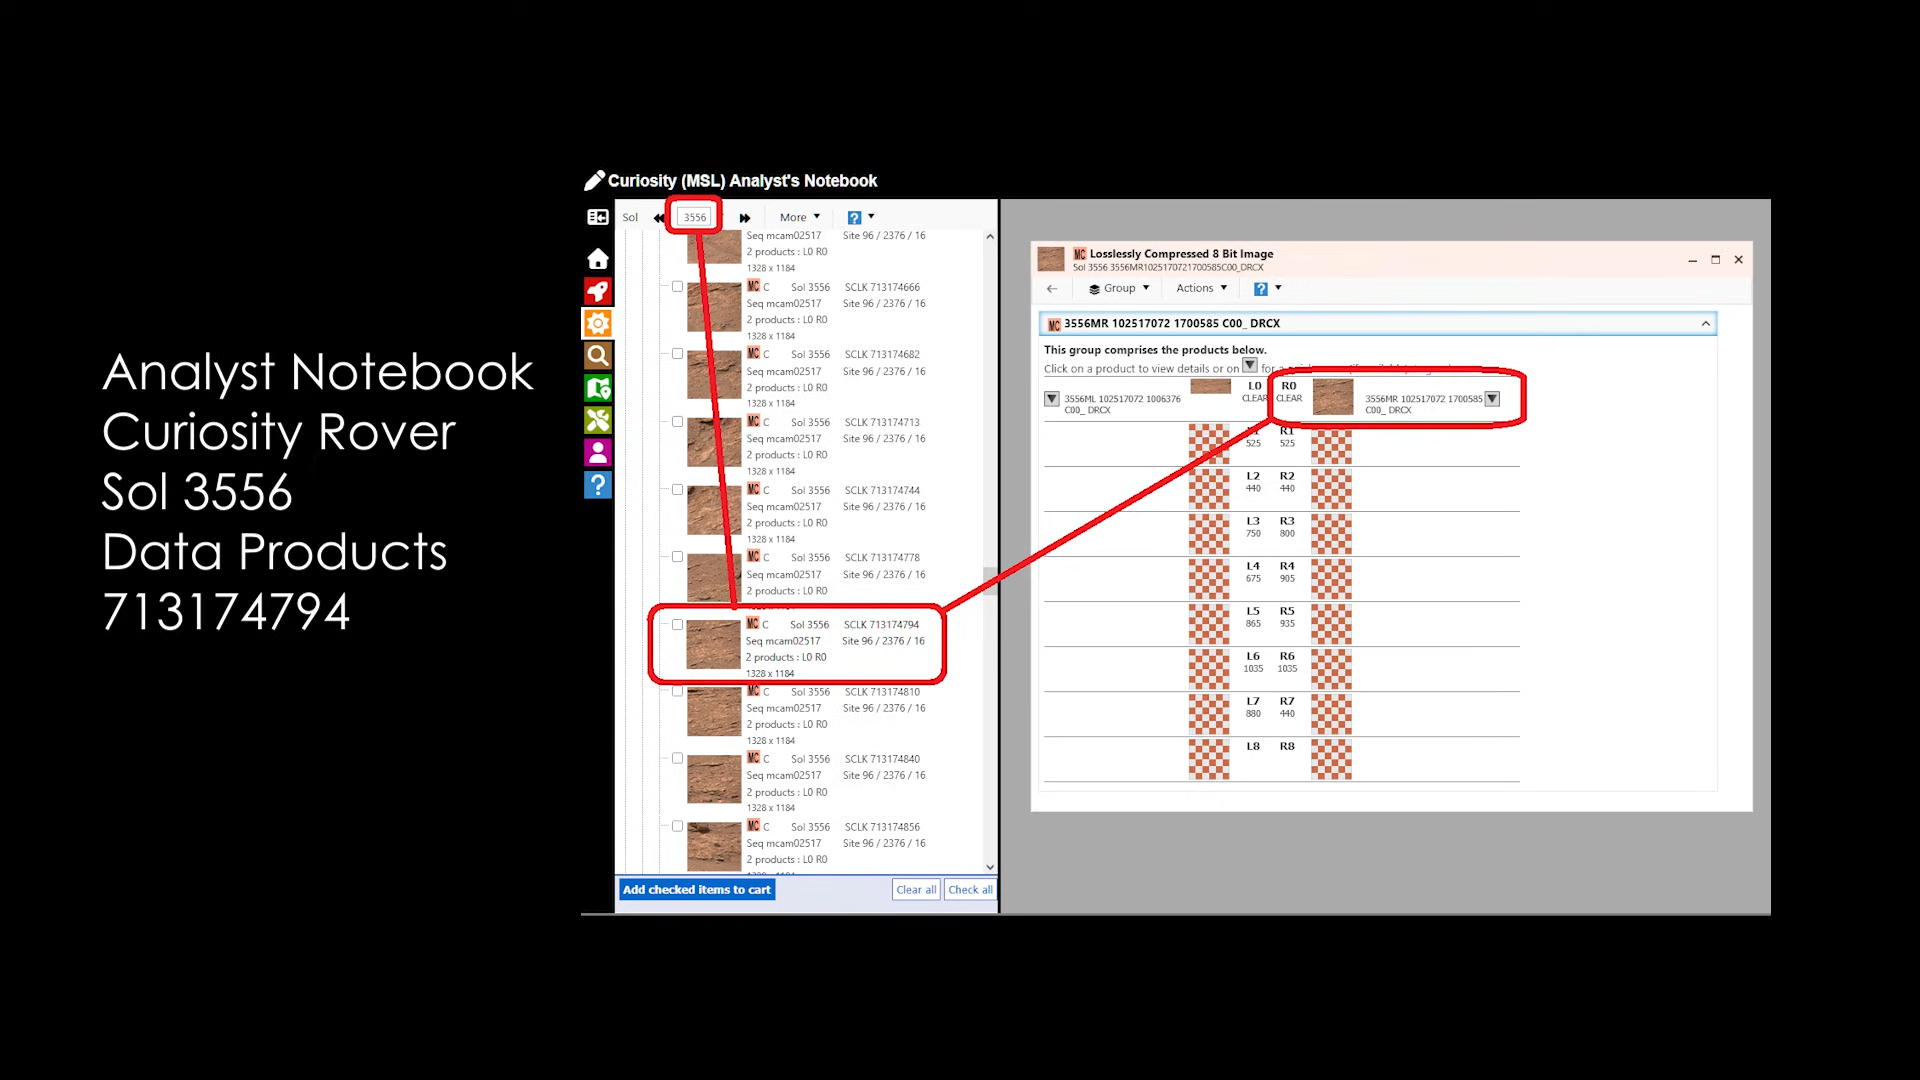 Analyst Notebook
Curiosity Rover
Sol 3556
Data Products
713174794
Curiosity (MSL) Analyst's Notebook
Sol 3556 More ?
Seq mcam02517 Site 96 / 2376 / 16
2 products : L0 R0
1328 x 1184
MC C Sol 3556 SCLK 713174666
Seq mcam02517 Site 96 / 2376 / 16
2 products : L0 R0
1328 x 1184
MC C Sol 3556 SCLK 713174682
Seq mcam02517 Site 96 / 2376 / 16
2 products : L0 R0
1328 x 1184
MC C Sol 3556 SCLK 713174713
Seq mcam02517 Site 96 / 2376 / 16
2 products : L0 R0
1328 x 1184
MC C Sol 3556 SCLK 713174744
Seq mcam02517 Site 96 / 2376 / 16
2 products : L0 R0
1328 x 1184
MC C Sol 3556 SCLK 713174778
Seq mcam02517 Site 96 / 2376 / 16
2 products : L0 R0
MC C Sol 3556 SCLK 713174794
Seq mcam02517 Site 96 / 2376 / 16
2 products : L0 R0
1328 x 1184
MC C Sol 3556 SCLK 713174810
Seq mcam02517 Site 96 / 2376 / 16
2 products : L0 R0
1328 x 1184
MC C Sol 3556 SCLK 713174840
Seq mcam02517 Site 96 / 2376 / 16
2 products : L0 R0
1328 x 1184
MC C Sol 3556 SCLK 713174856
Seq mcam02517 Site 96 / 2376 / 16
2 products : L0 R0
Add checked items to cart Clear all Check all
MC Losslessly Compressed 8 Bit Image
Sol 3556 3556MR1025170721700585C00_DRCX
Group Actions ?
MC 3556MR 102517072 1700585 C00_ DRCX
This group comprises the products below.
Click on a product to view details or on for a
L0 R0
3556ML 102517072 1006376 CLEAR CLEAR 3556MR 102517072 1700585
C00_ DRCX C00_ DRCX
R1
525 525
L2 R2
440 440
L3 R3
750 800
L4 R4
675 905
L5 R5
865 935
L6 R6
1035 1035
L7 R7
880 440
L8 R8